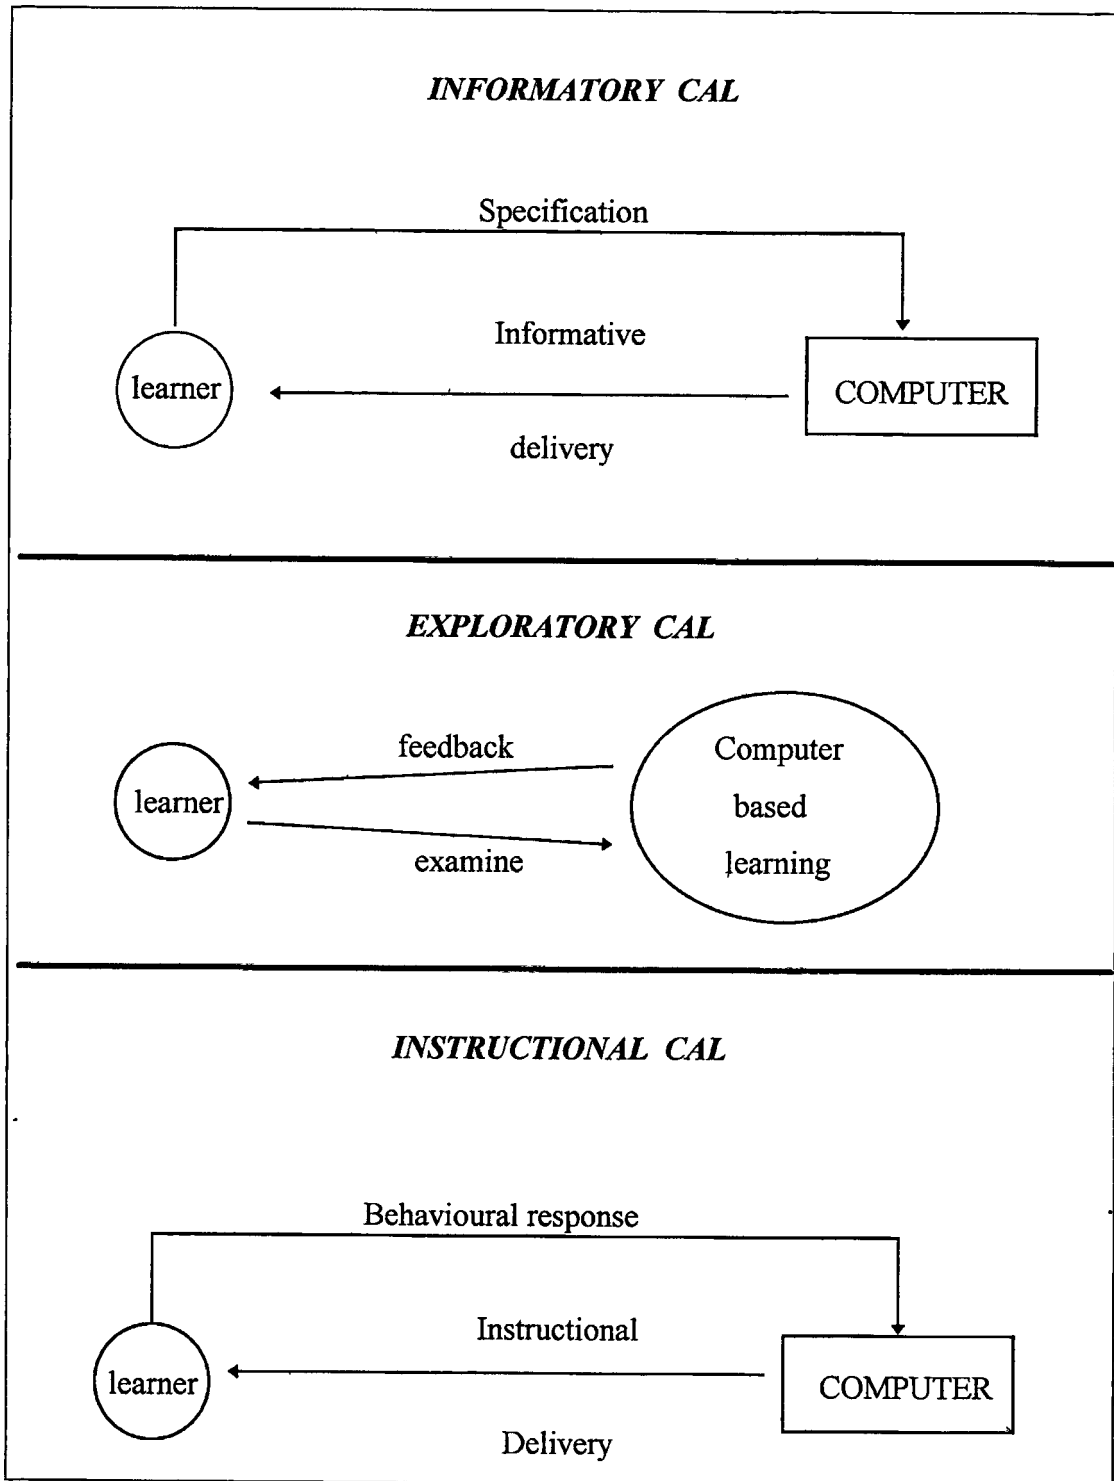 INFORMATORY CAL
Specification
Informative
learner
COMPUTER
delivery
EXPLORATORY CAL
feedback
Computer
learner
based
examine
learning
INSTRUCTIONAL CAL
Behavioural response
Instructional
learner
COMPUTER
Delivery